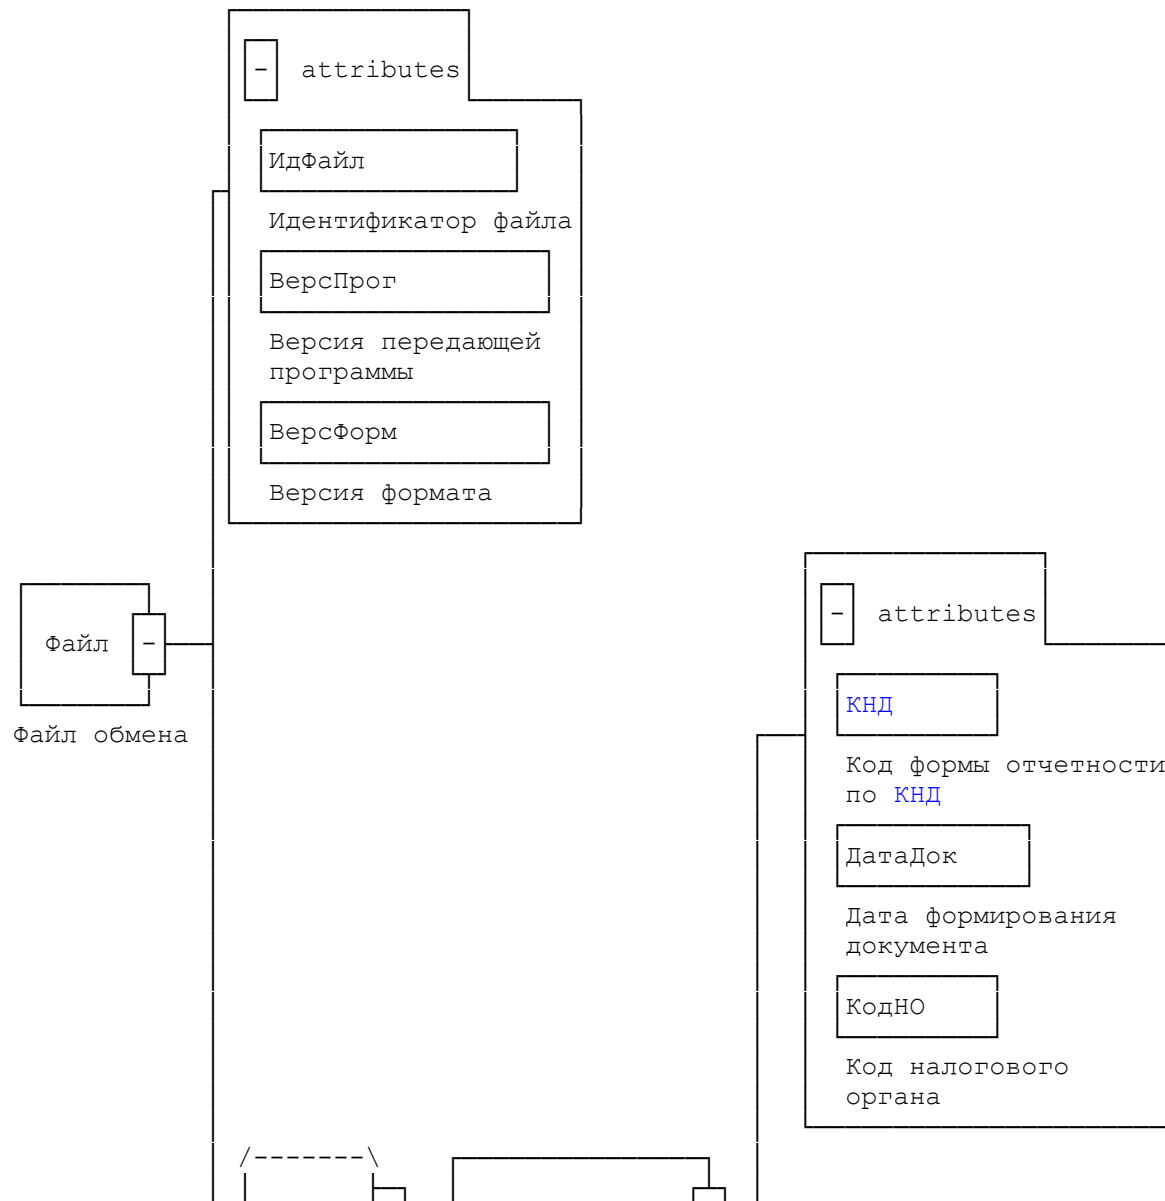 - attributes
ИдФайл
Идентификатор файла
ВерсПрог
Версия передающей
программы
ВерсФорм
Версия формата
Файл -
Файл обмена
- attributes
КНД
Код формы отчетности
по КНД
ДатаДок
Дата формирования
документа
КодНО
Код налогового
органа